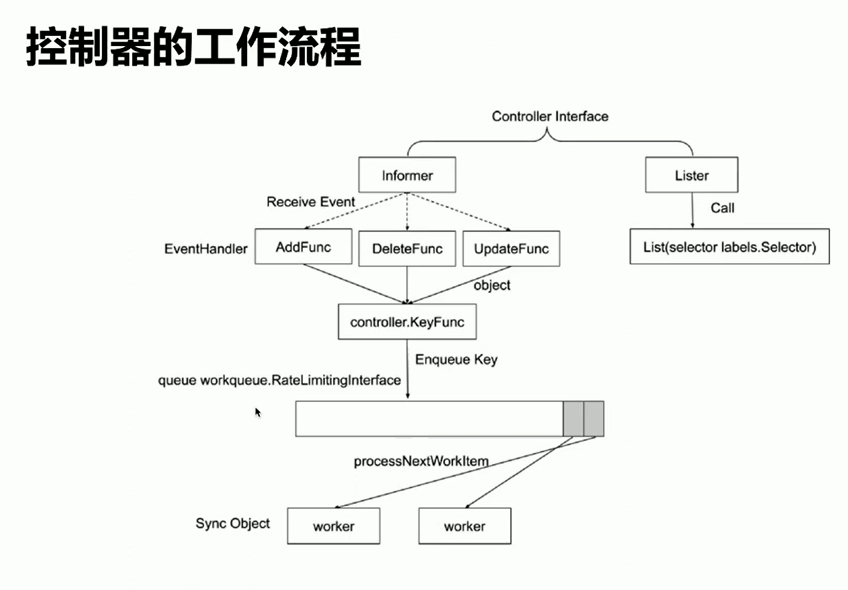 控制器的工作流程
Controller Interface
Informer
Lister
Receive Event
Call
EventHandler
AddFunc
DeleteFunc
UpdateFunc
List(selector labels.Selector)
object
controller.KeyFunc
Enqueue Key
queue workqueue.RateLimitingInterface
processNextWorkItem
Sync Object
worker
worker